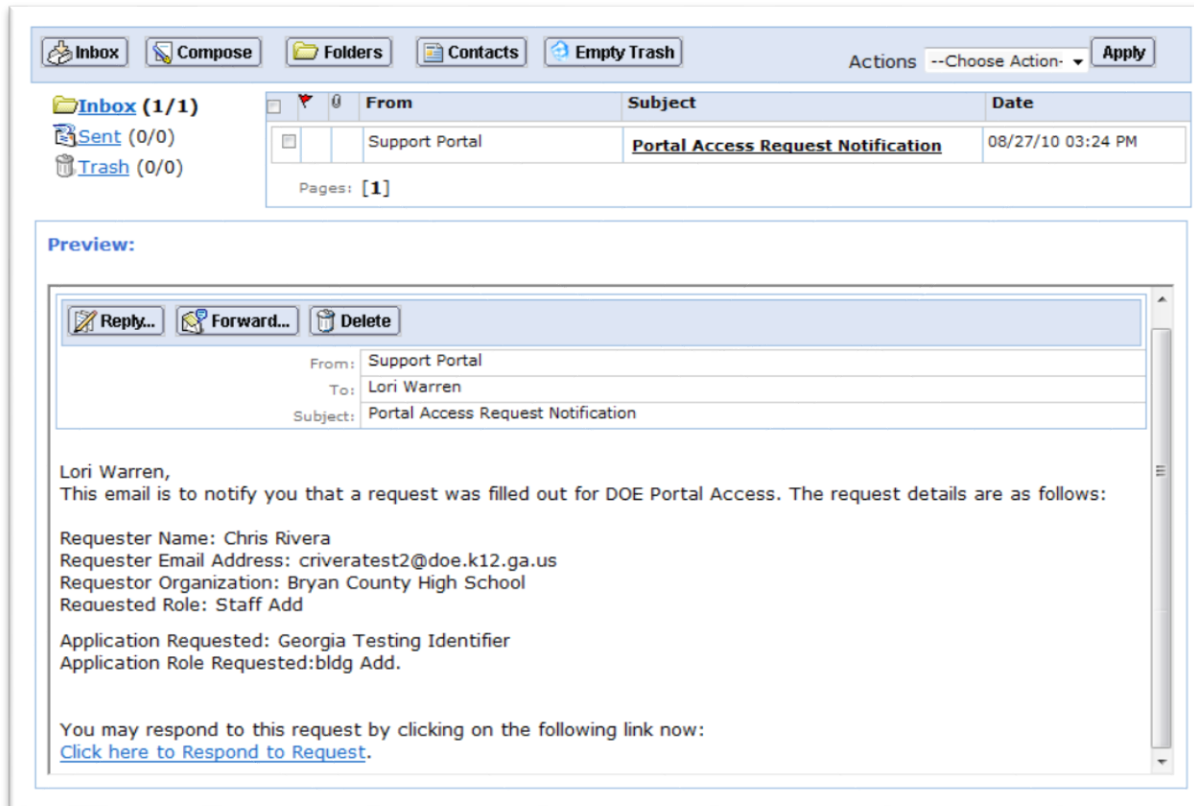 Inbox Compose Folders Contacts Empty Trash Actions --Choose Action- Apply
Inbox (1/1)
Sent (0/0)
Trash (0/0)
From Subject Date
Support Portal Portal Access Request Notification 08/27/10 03:24 PM
Pages: [1]
Preview:
Reply... Forward... Delete
From: Support Portal
To: Lori Warren
Subject: Portal Access Request Notification
Lori Warren,
This email is to notify you that a request was filled out for DOE Portal Access. The request details are as follows:
Requester Name: Chris Rivera
Requester Email Address: criveratest2@doe.k12.ga.us
Requestor Organization: Bryan County High School
Requested Role: Staff Add
Application Requested: Georgia Testing Identifier
Application Role Requested:bldg Add.
You may respond to this request by clicking on the following link now:
Click here to Respond to Request.